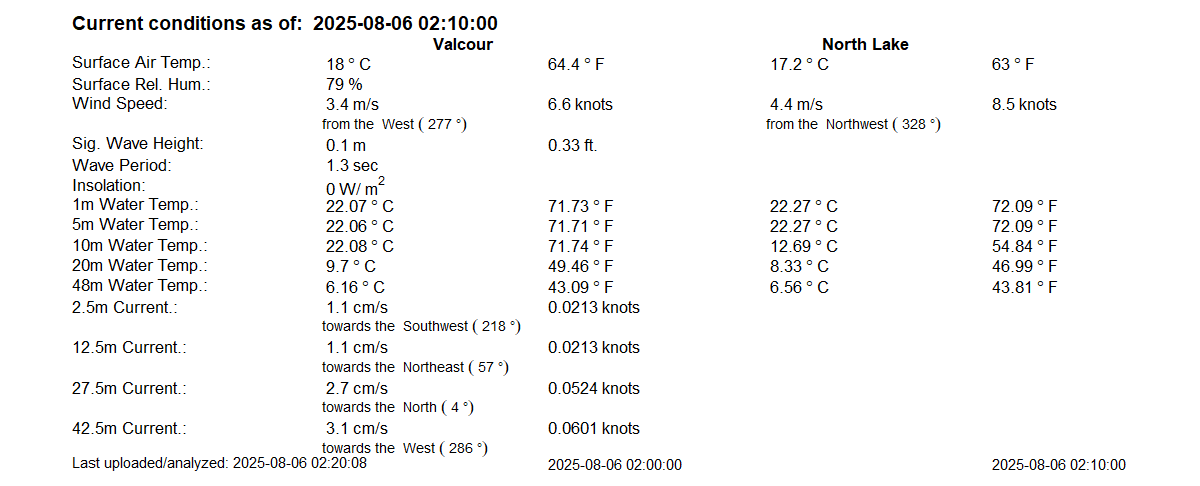 Current conditions as of: 2025-08-06 02:10:00
Valcour North Lake
Surface Air Temp.: 18 ° C 64.4 ° F 17.2 ° C 63 ° F
Surface Rel. Hum.: 79 %
Wind Speed: 3.4 m/s 6.6 knots 4.4 m/s 8.5 knots
from the West ( 277 °) from the Northwest ( 328 °)
Sig. Wave Height: 0.1 m 0.33 ft.
Wave Period: 1.3 sec
Insolation: 0 W/ m²
1m Water Temp.: 22.07 ° C 71.73 ° F 22.27 ° C 72.09 ° F
5m Water Temp.: 22.06 ° C 71.71 ° F 22.27 ° C 72.09 ° F
10m Water Temp.: 22.08 ° C 71.74 ° F 12.69 ° C 54.84 ° F
20m Water Temp.: 9.7 ° C 49.46 ° F 8.33 ° C 46.99 ° F
48m Water Temp.: 6.16 ° C 43.09 ° F 6.56 ° C 43.81 ° F
2.5m Current.: 1.1 cm/s 0.0213 knots
towards the Southwest ( 218 °)
12.5m Current.: 1.1 cm/s 0.0213 knots
towards the Northeast ( 57 °)
27.5m Current.: 2.7 cm/s 0.0524 knots
towards the North ( 4 °)
42.5m Current.: 3.1 cm/s 0.0601 knots
towards the West ( 286 °)
Last uploaded/analyzed: 2025-08-06 02:20:08 2025-08-06 02:00:00 2025-08-06 02:10:00